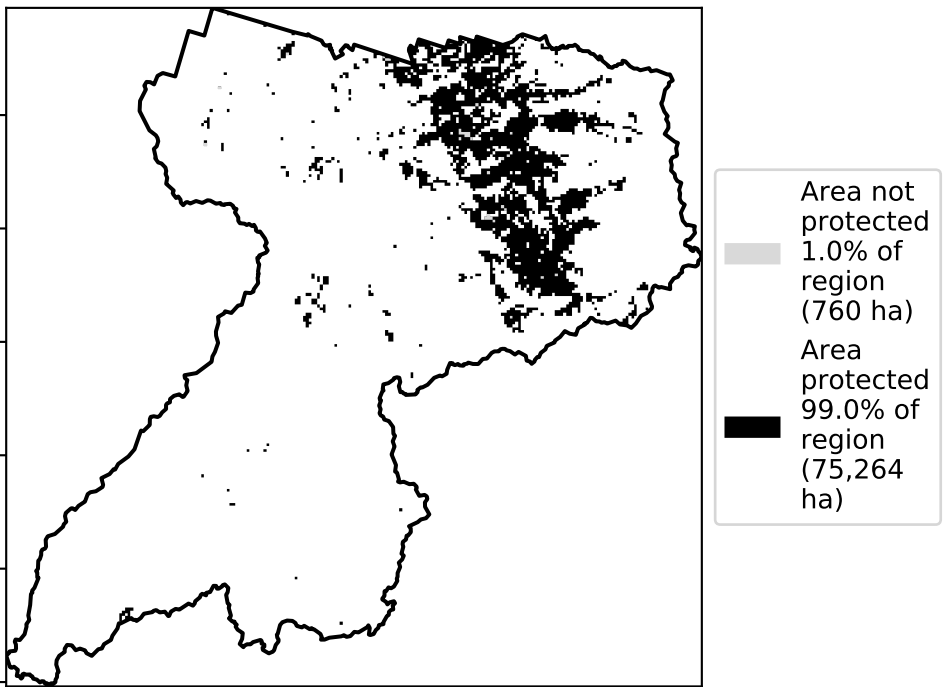 Area not
protected
1.0% of
region
(760 ha)
Area
protected
99.0% of
region
(75,264
ha)